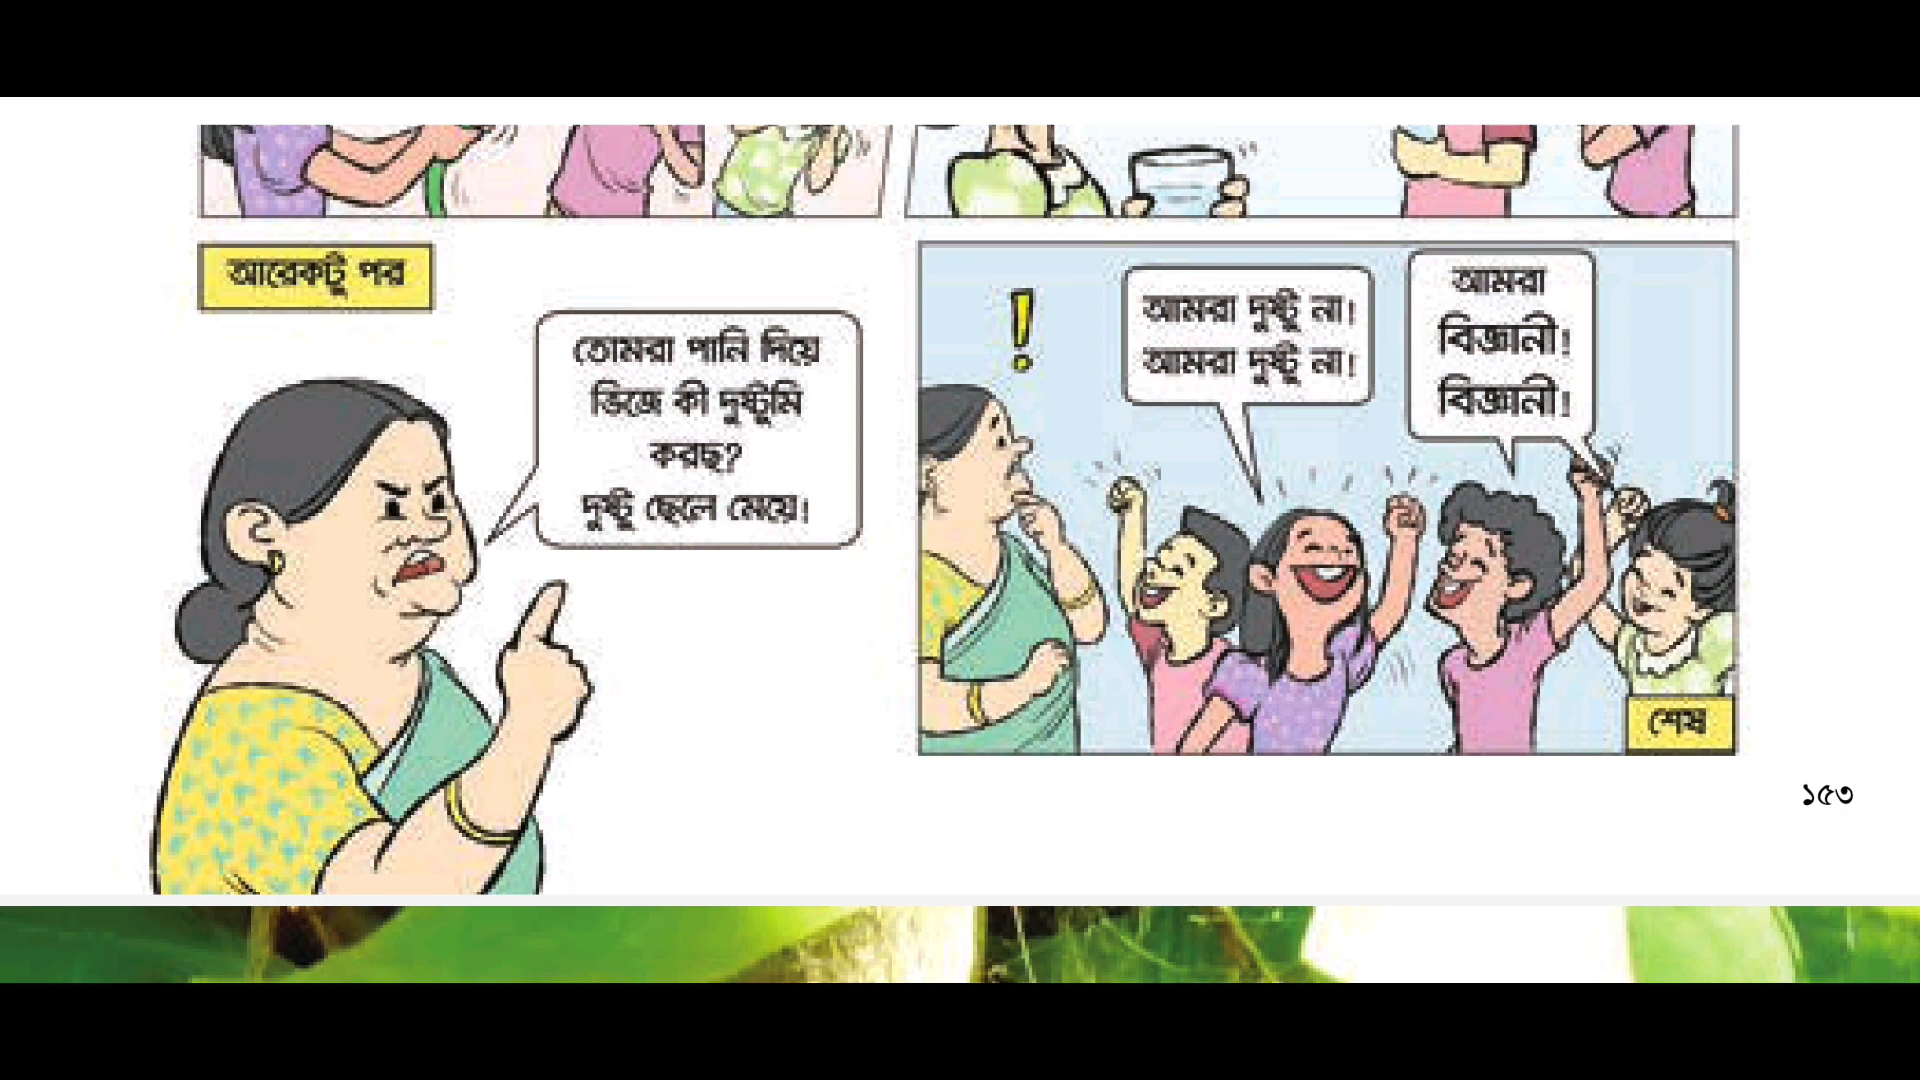 আরেকটু পর
তোমরা পানি দিয়ে
ভিজে কী দুষ্টুমি
করছ?
দুষ্টু ছেলে মেয়ে!
!
আমরা দুষ্টু না!
আমরা দুষ্টু না!
আমরা
বিজ্ঞানী!
বিজ্ঞানী!
শেষ
১৫৩